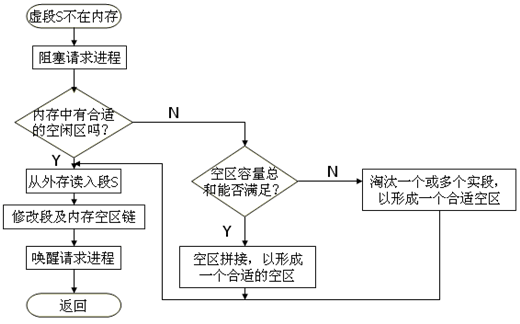 虚段S不在内存
阻塞请求进程
内存中有合适
的空闲区吗？
N
Y
空区容量总
和能否满足？
N
Y
从外存读入段S
淘汰一个或多个实段，
以形成一个合适空区
修改段及内存空区链
唤醒请求进程
空区拼接，以形成
一个合适的空区
返回